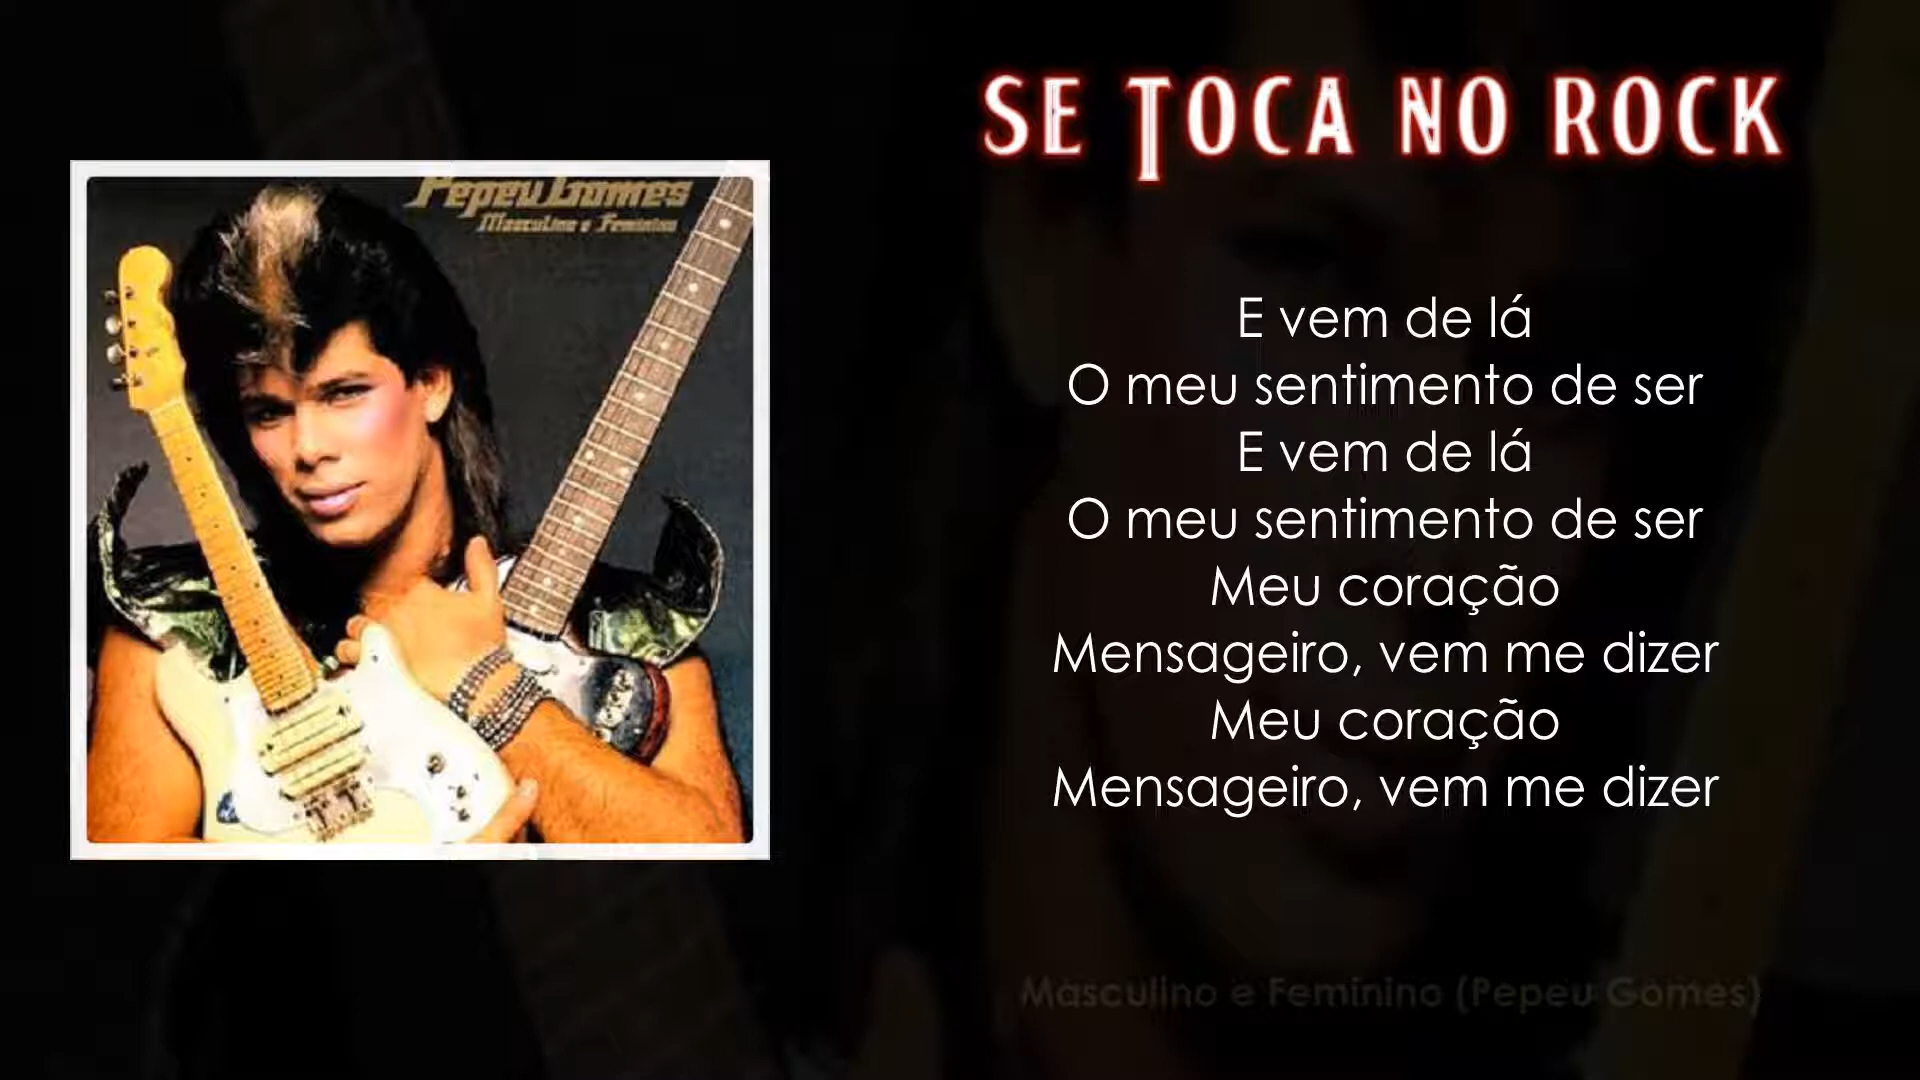 SE TOCA NO ROCK
Pepeu Gomes
Masculino e Feminino
E vem de lá
O meu sentimento de ser
E vem de lá
O meu sentimento de ser
Meu coração
Mensageiro, vem me dizer
Meu coração
Mensageiro, vem me dizer
Masculino e Feminino (Pepeu Gomes)